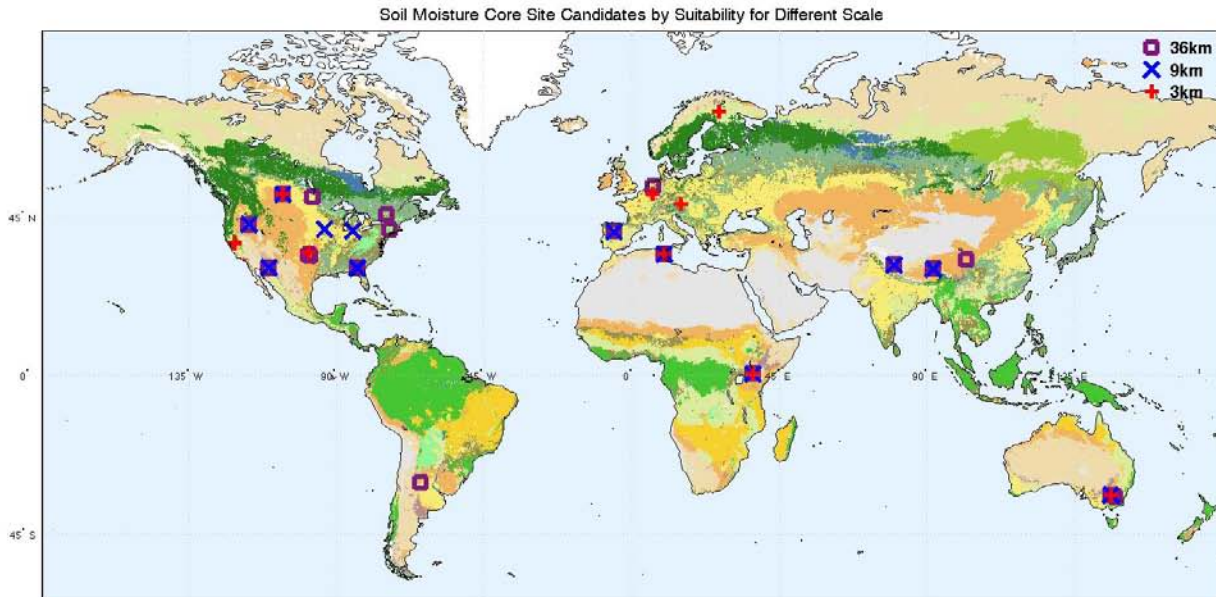 Soil Moisture Core Site Candidates by Suitability for Different Scale
36km
9km
3km
45° N
0°
135° W
90° W
45° E
90° E
45° S